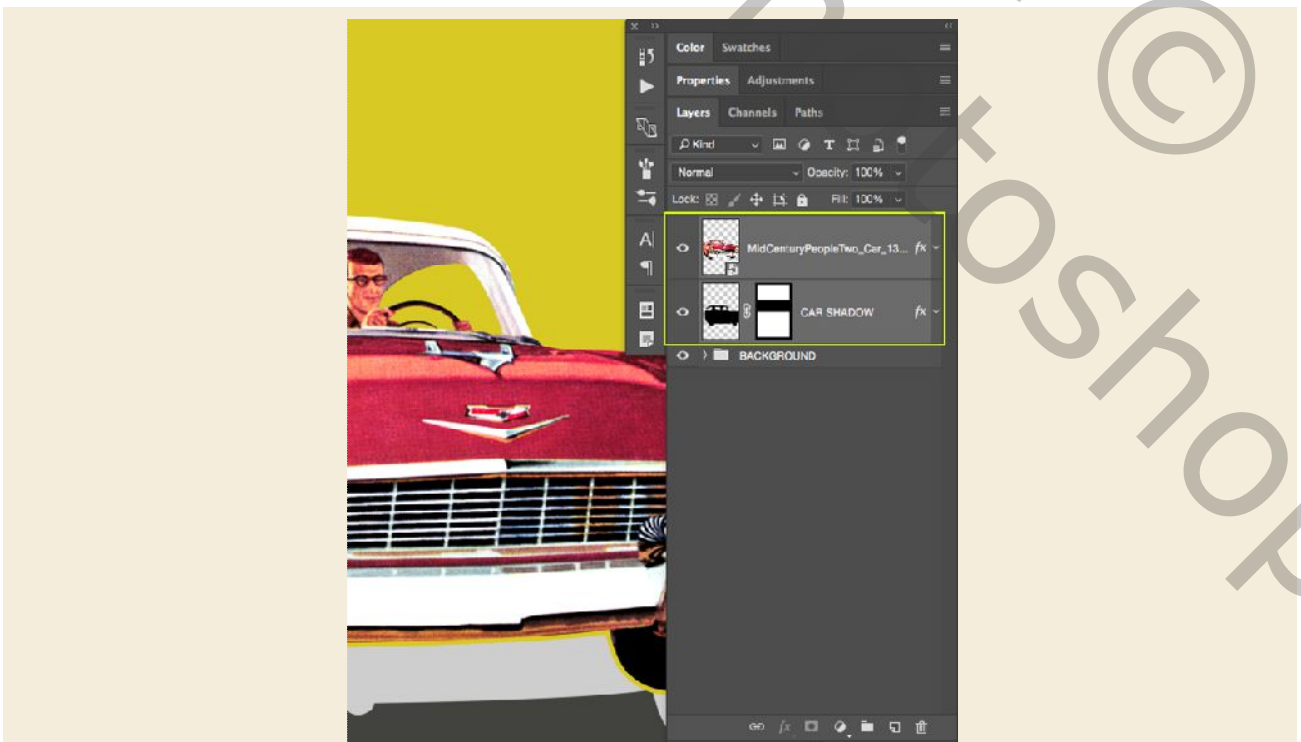 Color Swatches
Properties Adjustments
Layers Channels Paths
Kind
Normal Opacity: 100%
Lock: Fill: 100%
MidCenturyPeopleTwo_Car_13... fx
CAR SHADOW fx
BACKGROUND
fx
©